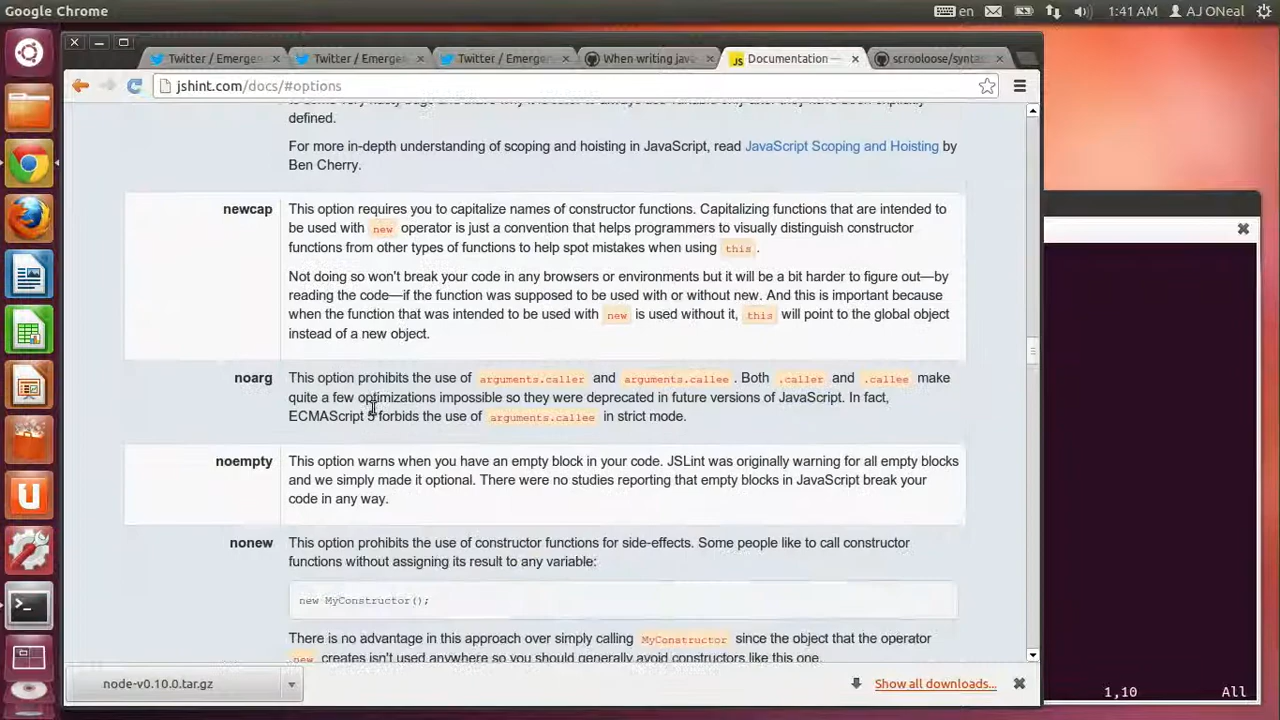 Google Chrome en 1:41 AM AJ ONeal
Twitter / Emerge Twitter / Emerge Twitter / Emerge When writing java Documentation — scrooloose/synta
jshint.com/docs/#options
defined.
For more in-depth understanding of scoping and hoisting in JavaScript, read JavaScript Scoping and Hoisting by
Ben Cherry.
newcap This option requires you to capitalize names of constructor functions. Capitalizing functions that are intended to
be used with new operator is just a convention that helps programmers to visually distinguish constructor
functions from other types of functions to help spot mistakes when using this .
Not doing so won't break your code in any browsers or environments but it will be a bit harder to figure out—by
reading the code—if the function was supposed to be used with or without new. And this is important because
when the function that was intended to be used with new is used without it, this will point to the global object
instead of a new object.
noarg This option prohibits the use of arguments.caller and arguments.callee . Both .caller and .callee make
quite a few optimizations impossible so they were deprecated in future versions of JavaScript. In fact,
ECMAScript 5 forbids the use of arguments.callee in strict mode.
noempty This option warns when you have an empty block in your code. JSLint was originally warning for all empty blocks
and we simply made it optional. There were no studies reporting that empty blocks in JavaScript break your
code in any way.
nonew This option prohibits the use of constructor functions for side-effects. Some people like to call constructor
functions without assigning its result to any variable:
new MyConstructor();
There is no advantage in this approach over simply calling MyConstructor since the object that the operator
new creates isn't used anywhere so you should generally avoid constructors like this one.
node-v0.10.0.tar.gz Show all downloads...
1,10 All